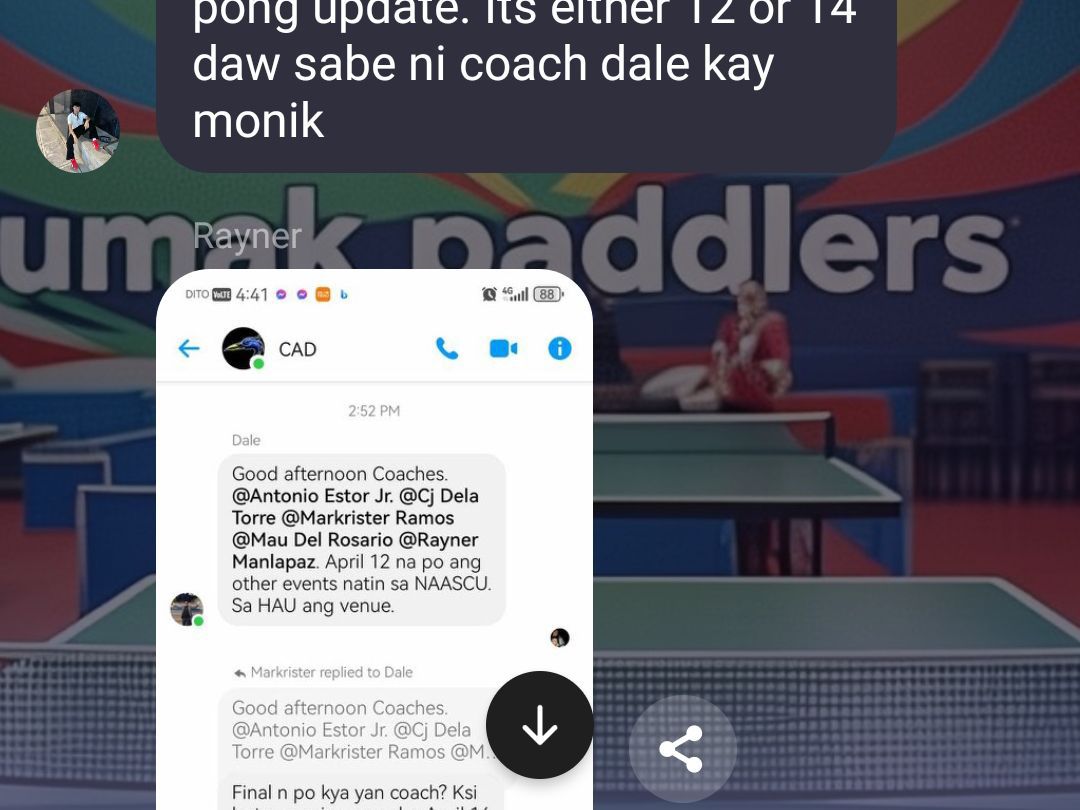 pong update. Its either 12 or 14
daw sabe ni coach dale kay
monik
umak paddlers
Rayner
DITO VoLTE 4:41
4G 88
CAD
2:52 PM
Dale
Good afternoon Coaches.
@Antonio Estor Jr. @Cj Dela
Torre @Markrister Ramos
@Mau Del Rosario @Rayner
Manlapaz. April 12 na po ang
other events natin sa NAASCU.
Sa HAU ang venue.
Markrister replied to Dale
Good afternoon Coaches.
@Antonio Estor Jr. @Cj Dela
Torre @Markrister Ramos @M...
Final n po kya yan coach? Ksi